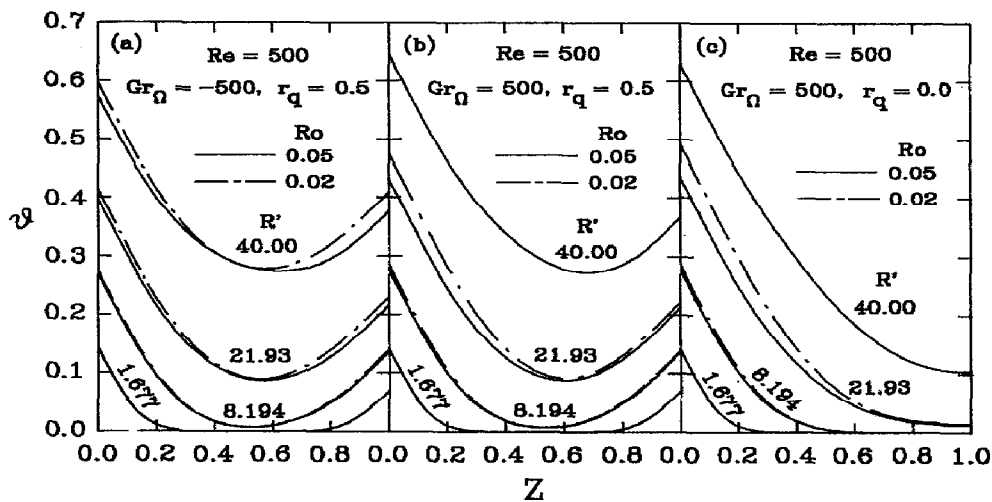 (a)
Re = 500
Gr_Ω = −500, r_q = 0.5
Ro
0.05
0.02
R'
40.00
21.93
8.194
1.677
(b)
Re = 500
Gr_Ω = 500, r_q = 0.5
Ro
0.05
0.02
R'
40.00
21.93
8.194
1.677
(c)
Re = 500
Gr_Ω = 500, r_q = 0.0
Ro
0.05
0.02
R'
40.00
21.93
8.194
1.677
ϑ
0.7
0.6
0.5
0.4
0.3
0.2
0.1
0.0
0.0 0.2 0.4 0.6 0.8 0.0 0.2 0.4 0.6 0.8 0.0 0.2 0.4 0.6 0.8 1.0
Z